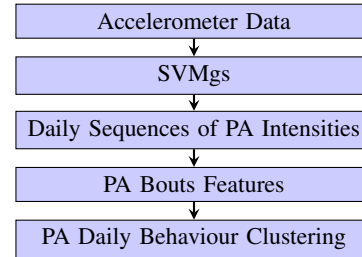 Accelerometer Data
SVMgs
Daily Sequences of PA Intensities
PA Bouts Features
PA Daily Behaviour Clustering